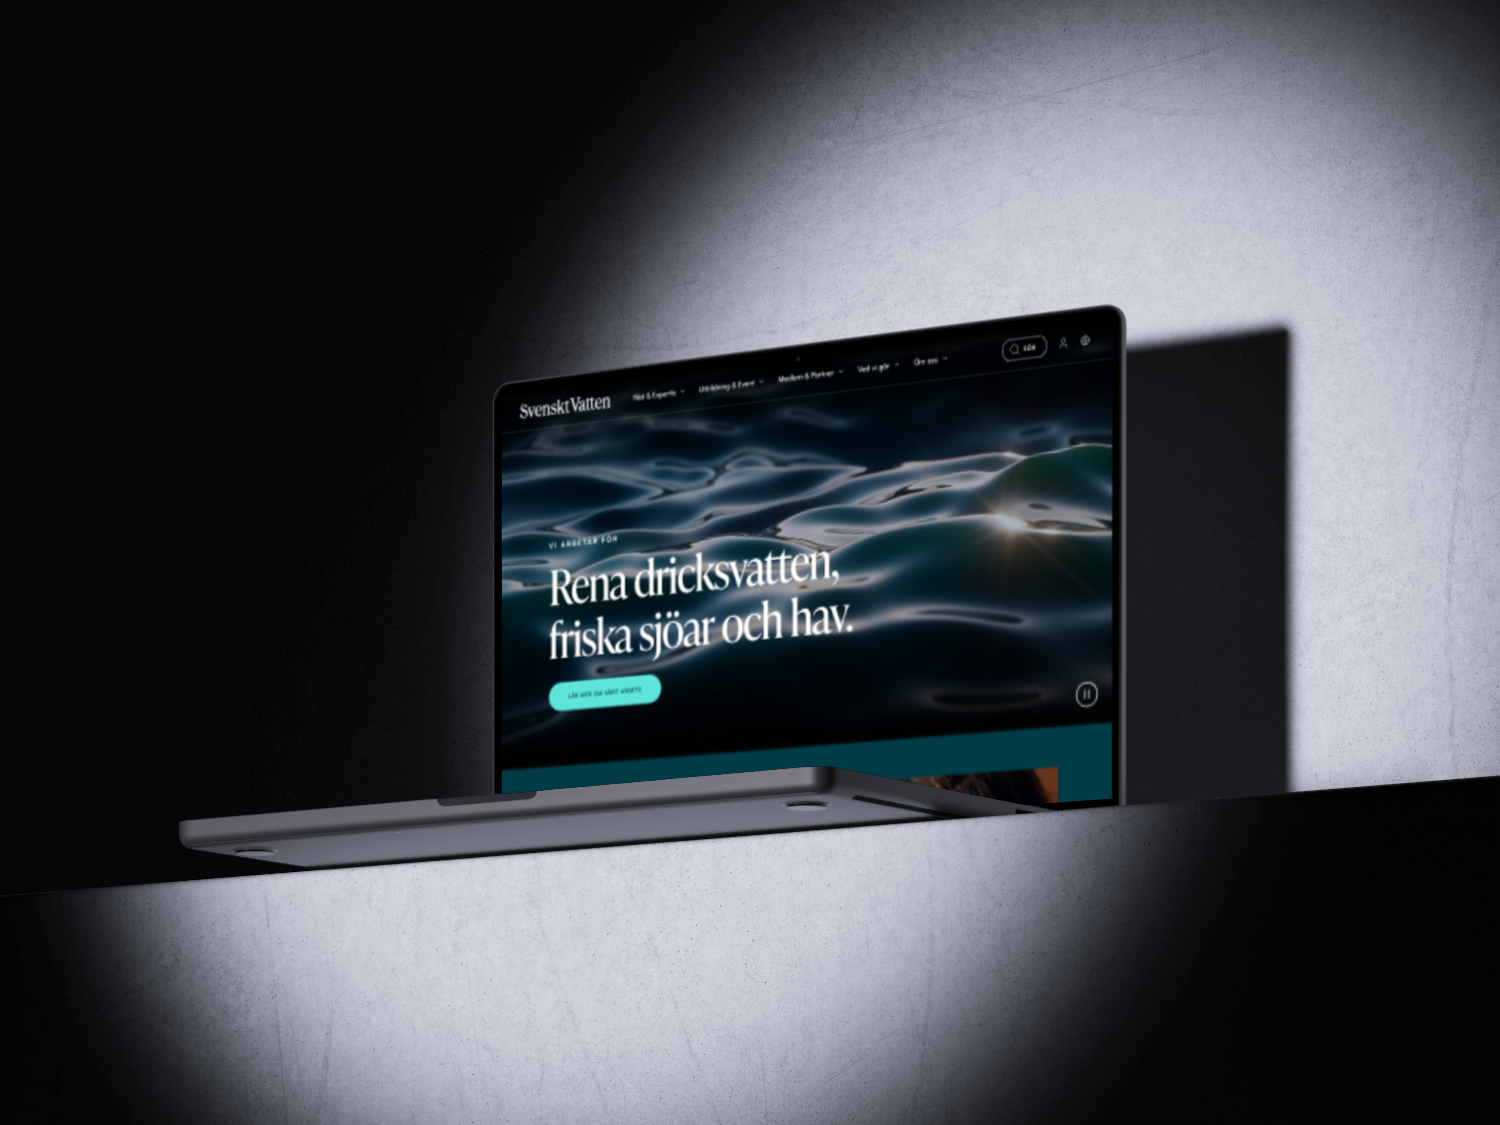 Svenskt Vatten
Råd & Expertis
Utbildning & Event
Medlem & Partner
Vad vi gör
Om oss
SÖK
VI ARBETAR FÖR
Rena dricksvatten,
friska sjöar och hav.
LÄS MER OM VÅRT ARBETE